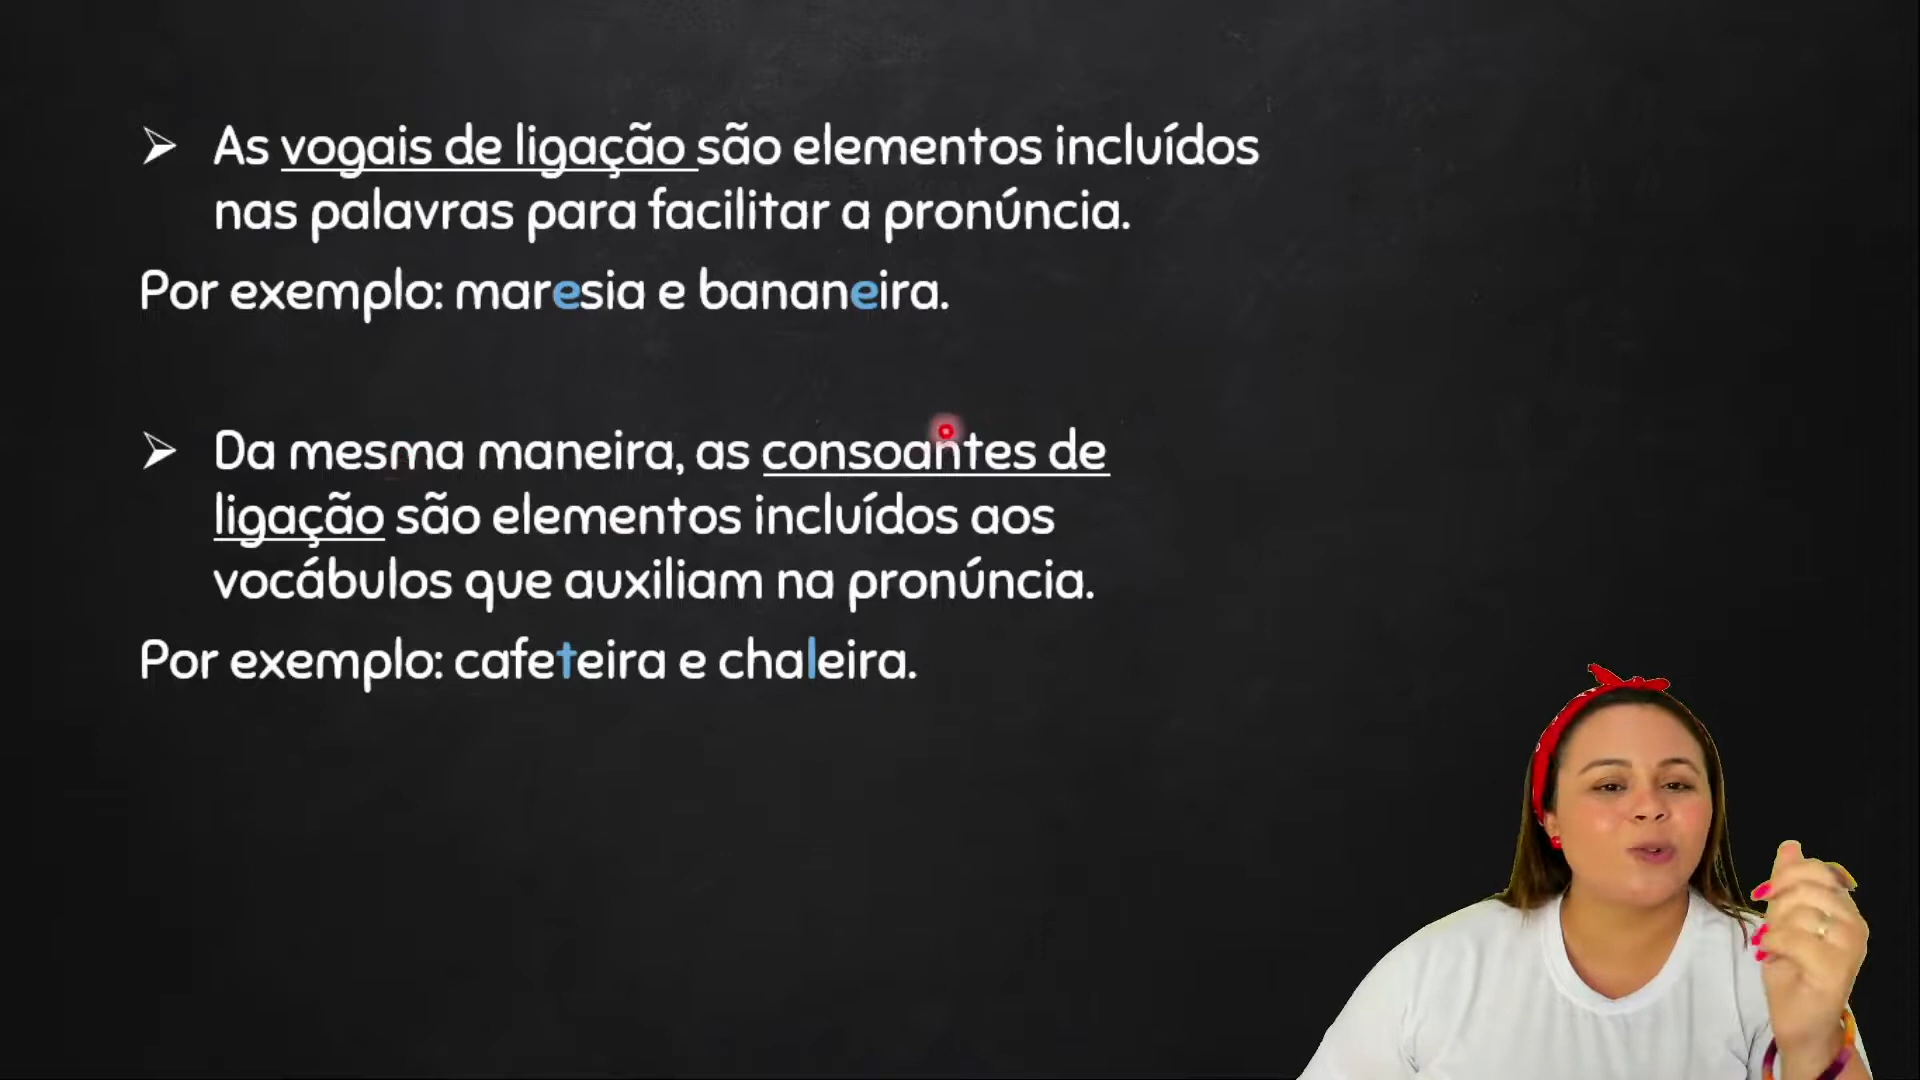 As vogais de ligação são elementos incluídos
nas palavras para facilitar a pronúncia.
Por exemplo: maresia e bananeira.
Da mesma maneira, as consoantes de
ligação são elementos incluídos aos
vocábulos que auxiliam na pronúncia.
Por exemplo: cafeteira e chaleira.